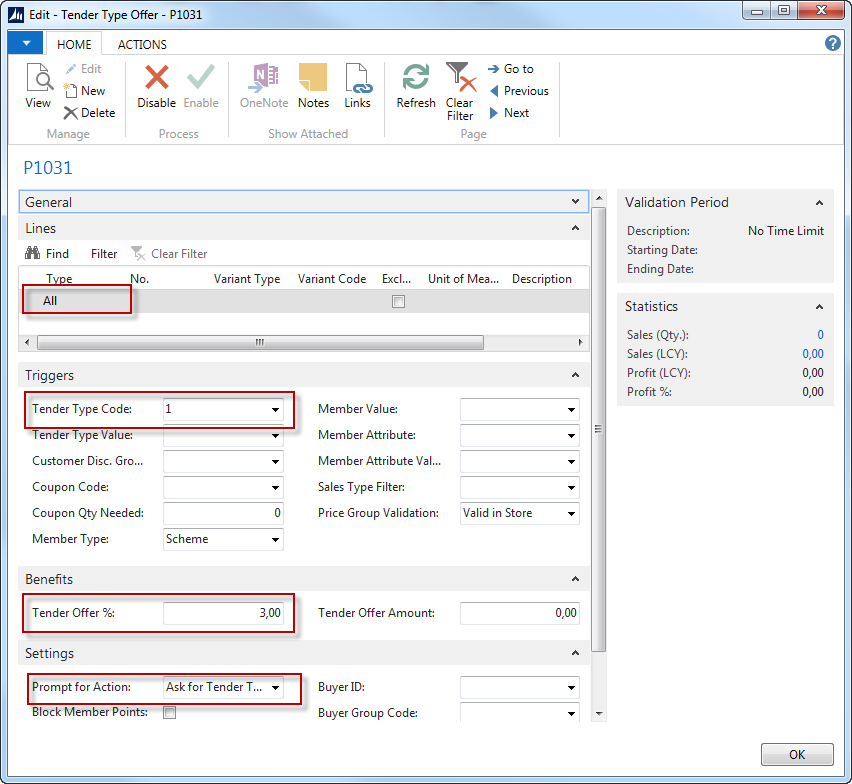 Edit - Tender Type Offer - P1031
HOME ACTIONS
View Edit New Delete
Manage
Disable Enable
Process
OneNote Notes Links
Show Attached
Refresh Clear Filter Go to Previous Next
Page
P1031
General
Lines
Find Filter Clear Filter
Type No. Variant Type Variant Code Excl... Unit of Mea... Description
All
Triggers
Tender Type Code: 1 Member Value:
Tender Type Value: Member Attribute:
Customer Disc. Gro... Member Attribute Val...
Coupon Code: Sales Type Filter:
Coupon Qty Needed: 0 Price Group Validation: Valid in Store
Member Type: Scheme
Benefits
Tender Offer %: 3,00 Tender Offer Amount: 0,00
Settings
Prompt for Action: Ask for Tender T... Buyer ID:
Block Member Points: Buyer Group Code:
Validation Period
Description: No Time Limit
Starting Date:
Ending Date:
Statistics
Sales (Qty.): 0
Sales (LCY): 0,00
Profit (LCY): 0,00
Profit %: 0,00
OK